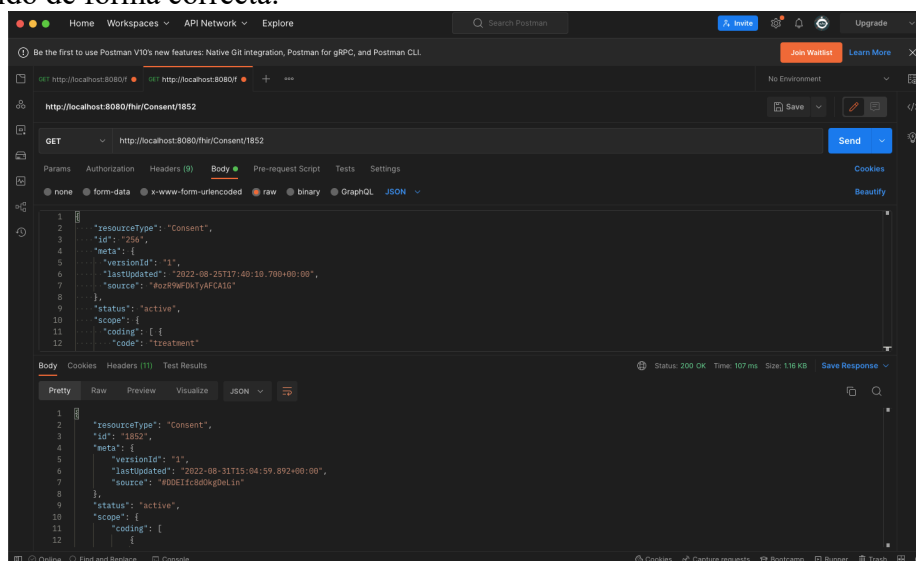 do de forma correcta.
Home Workspaces API Network Explore Search Postman Invite Upgrade
Be the first to use Postman V10's new features: Native Git integration, Postman for gRPC, and Postman CLI. Join Waitlist Learn More
GET http://localhost:8080/f GET http://localhost:8080/f No Environment
http://localhost:8080/fhir/Consent/1852 Save
GET http://localhost:8080/fhir/Consent/1852 Send
Params Authorization Headers (9) Body Pre-request Script Tests Settings Cookies
none form-data x-www-form-urlencoded raw binary GraphQL JSON Beautify
1 {
2 "resourceType": "Consent",
3 "id": "256",
4 "meta": {
5 "versionId": "1",
6 "lastUpdated": "2022-08-25T17:40:10.700+00:00",
7 "source": "#ozR9WFDkTyAFCA1G"
8 },
9 "status": "active",
10 "scope": {
11 "coding": [ {
12 "code": "treatment"
Body Cookies Headers (11) Test Results Status: 200 OK Time: 107 ms Size: 1.16 KB Save Response
Pretty Raw Preview Visualize JSON
1 {
2 "resourceType": "Consent",
3 "id": "1852",
4 "meta": {
5 "versionId": "1",
6 "lastUpdated": "2022-08-31T15:04:59.892+00:00",
7 "source": "#DDEIfc8dOkgDeLin"
8 },
9 "status": "active",
10 "scope": {
11 "coding": [
12 {
Online Find and Replace Console Cookies Capture requests Bootcamp Runner Trash